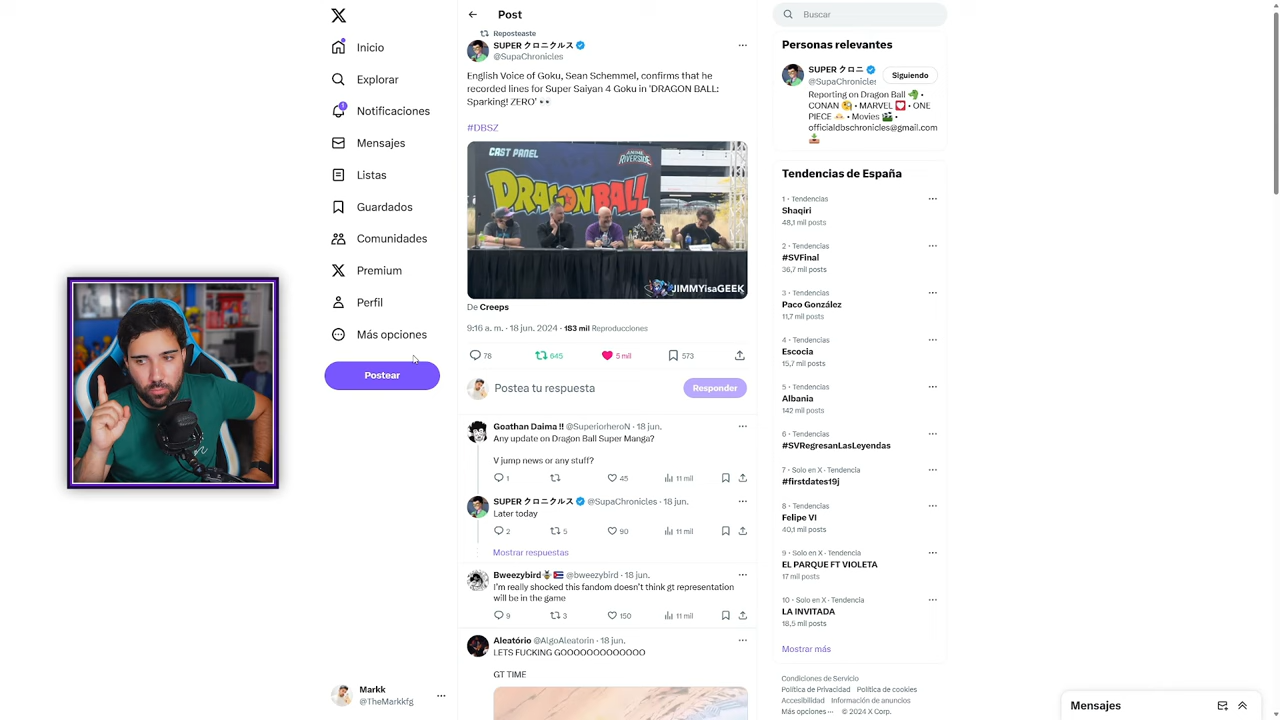 Inicio
Explorar
1
Notificaciones
Mensajes
Listas
Guardados
Comunidades
Premium
Perfil
Más opciones
Postear
Markk
@TheMarkkfg
Post
Reposteaste
SUPER クロニクルス
@SupaChronicles
English Voice of Goku, Sean Schemmel, confirms that he
recorded lines for Super Saiyan 4 Goku in 'DRAGON BALL:
Sparking! ZERO' 👀
#DBSZ
CAST PANEL
ANIME
RIVERSIDE
DRAGON BALL
JIMMYisaGEEK
De Creeps
9:16 a. m. · 18 jun. 2024 · 183 mil Reproducciones
78 645 5 mil 573
Postea tu respuesta
Responder
Goathan Daima !! @SuperiorheroN · 18 jun.
Any update on Dragon Ball Super Manga?
V jump news or any stuff?
1 45 11 mil
SUPER クロニクルス @SupaChronicles · 18 jun.
Later today
2 5 90 11 mil
Mostrar respuestas
Bweezybird @bweezybird · 18 jun.
I'm really shocked this fandom doesn't think gt representation
will be in the game
9 3 150 11 mil
Aleatório @AlgoAleatorin · 18 jun.
LETS FUCKING GOOOOOOOOOOOOO
GT TIME
Buscar
Personas relevantes
SUPER クロニ
@SupaChronicles
Siguiendo
Reporting on Dragon Ball 🐉 •
CONAN 🧐 • MARVEL 💟 • ONE
PIECE • Movies 🎬 •
officialdbschronicles@gmail.com
📥
Tendencias de España
1 · Tendencias
Shaqiri
48,1 mil posts
2 · Tendencias
#SVFinal
36,7 mil posts
3 · Tendencias
Paco González
11,7 mil posts
4 · Tendencias
Escocia
15,7 mil posts
5 · Tendencias
Albania
142 mil posts
6 · Tendencias
#SVRegresanLasLeyendas
7 · Solo en X · Tendencia
#firstdates19j
8 · Tendencias
Felipe VI
40,1 mil posts
9 · Solo en X · Tendencia
EL PARQUE FT VIOLETA
17 mil posts
10 · Solo en X · Tendencia
LA INVITADA
18,5 mil posts
Mostrar más
Condiciones de Servicio
Política de Privacidad Política de cookies
Accesibilidad Información de anuncios
Más opciones ··· © 2024 X Corp.
Mensajes